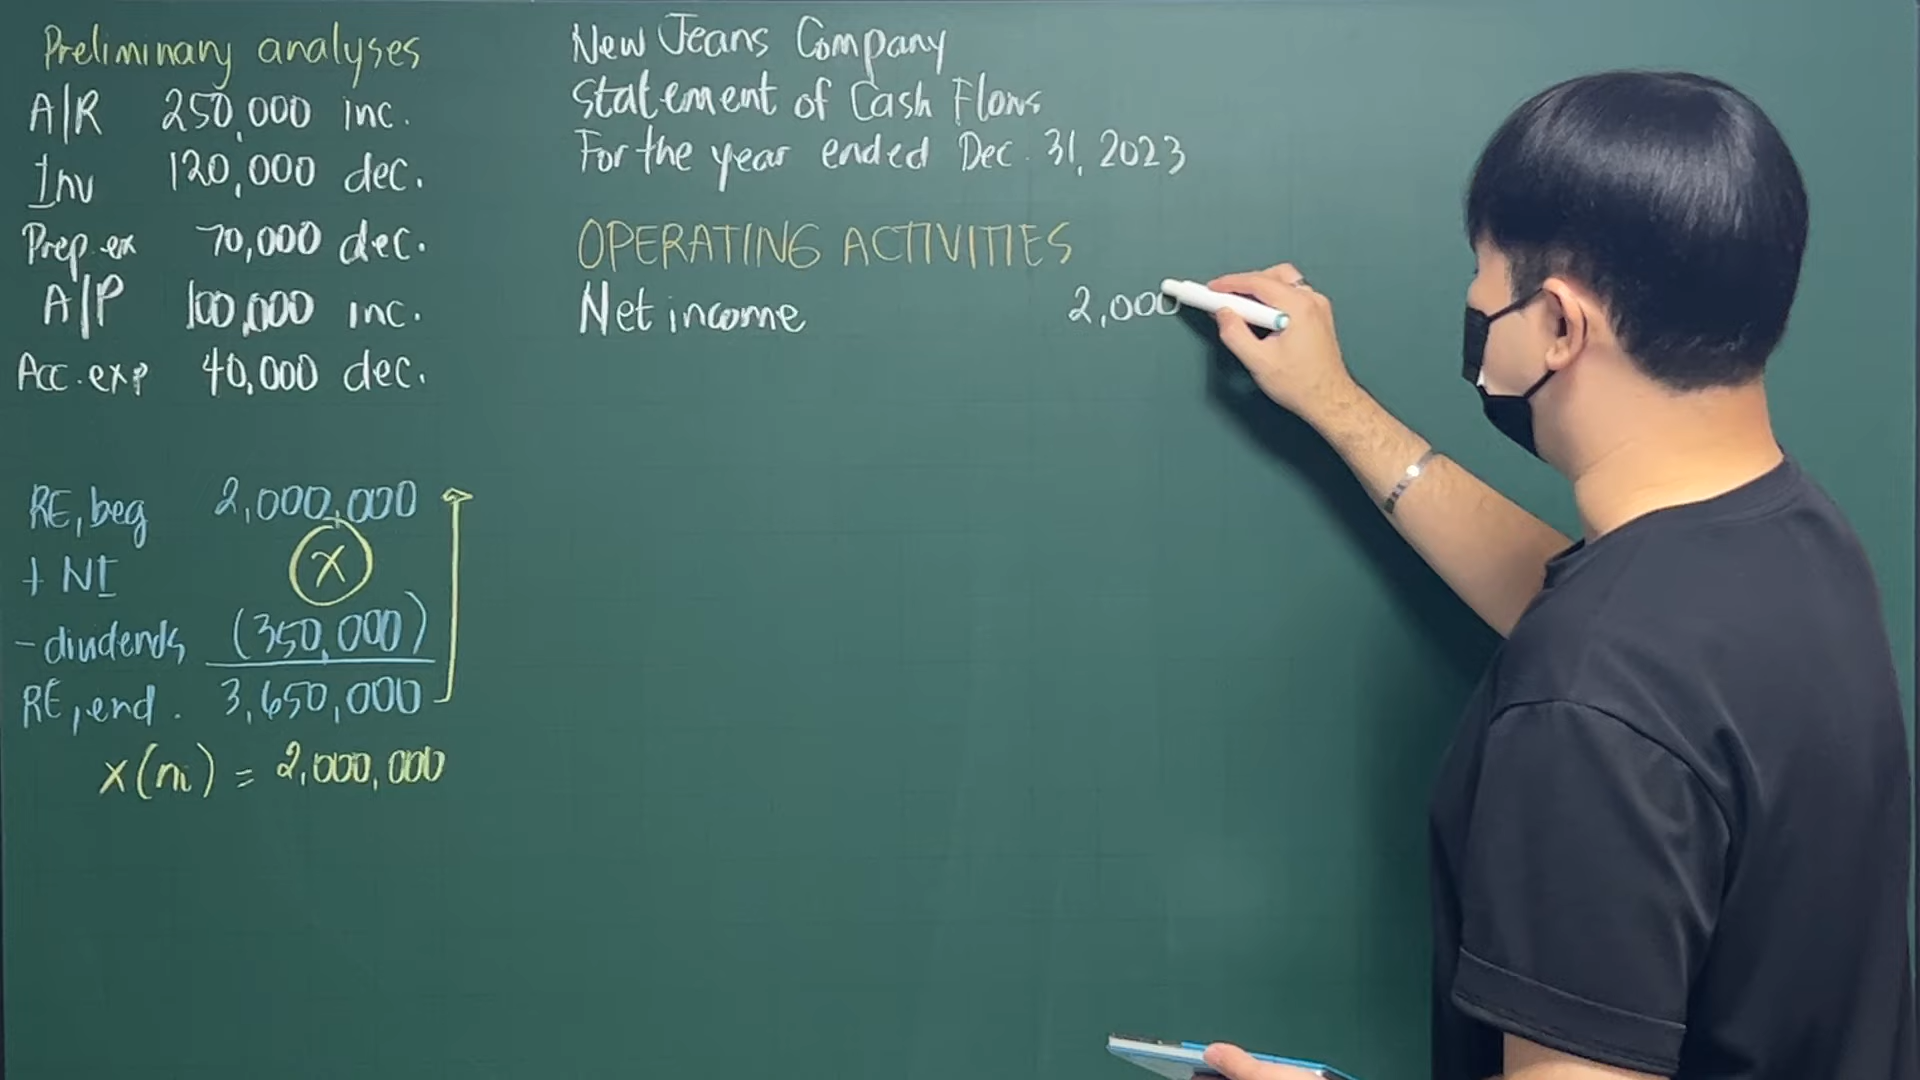 Preliminary analyses
A/R 250,000 inc.
Inv 120,000 dec.
Prep.ex 70,000 dec.
A/P 100,000 inc.
Acc.exp 40,000 dec.
RE, beg 2,000,000
+ NI X
- dividends (350,000)
RE, end. 3,650,000
X(ni) = 2,000,000
New Jeans Company
Statement of Cash Flows
For the year ended Dec. 31, 2023
OPERATING ACTIVITIES
Net income 2,000